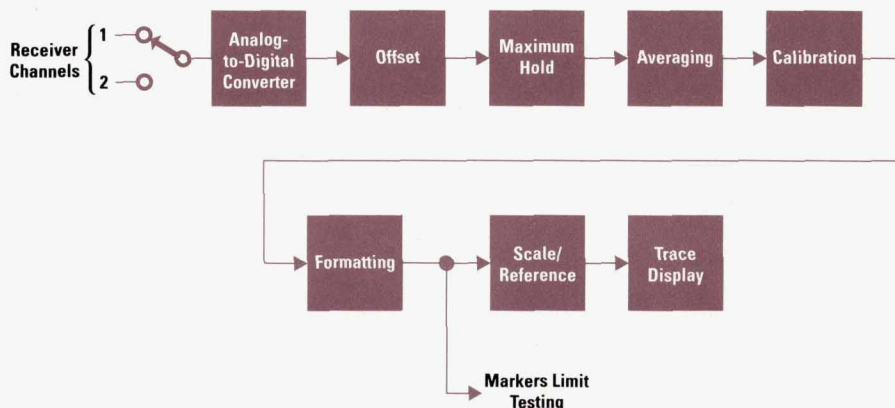 Receiver
Channels
1
2
Analog-
to-Digital
Converter
Offset
Maximum
Hold
Averaging
Calibration
Formatting
Scale/
Reference
Trace
Display
Markers Limit
Testing